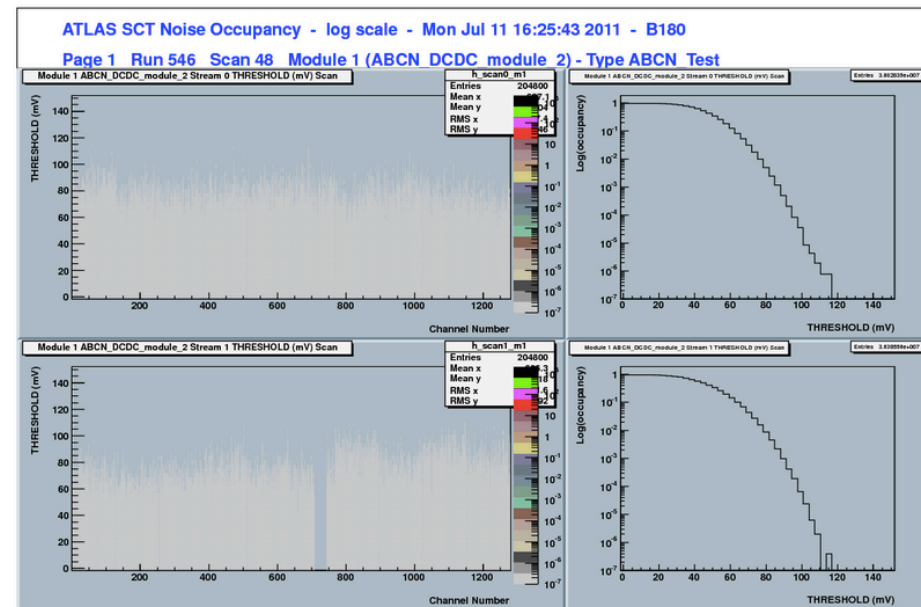 ATLAS SCT Noise Occupancy - log scale - Mon Jul 11 16:25:43 2011 - B180
Page 1 Run 546 Scan 48 Module 1 (ABCN_DCDC_module_2) - Type ABCN_Test
Module 1 ABCN_DCDC_module_2 Stream 0 THRESHOLD (mV) Scan
h_scan0_m1
Entries 204800
Mean x
Mean y
RMS x
RMS y
THRESHOLD (mV)
140
120
100
80
60
40
20
0
200 400 600 800 1000 1200
Channel Number
10
1
10-1
10-2
10-3
10-4
10-5
10-6
10-7
Module 1 ABCN_DCDC_module_2 Stream 0 THRESHOLD (mV) Scan
Log(occupancy)
1
10-1
10-2
10-3
10-4
10-5
10-6
10-7
0 20 40 60 80 100 120 140
THRESHOLD (mV)
Module 1 ABCN_DCDC_module_2 Stream 1 THRESHOLD (mV) Scan
h_scan1_m1
Entries 204800
Mean x
Mean y
RMS x
RMS y
THRESHOLD (mV)
140
120
100
80
60
40
20
0
200 400 600 800 1000 1200
Channel Number
10
1
10-1
10-2
10-3
10-4
10-5
10-6
10-7
Module 1 ABCN_DCDC_module_2 Stream 1 THRESHOLD (mV) Scan
Log(occupancy)
1
10-1
10-2
10-3
10-4
10-5
10-6
10-7
0 20 40 60 80 100 120 140
THRESHOLD (mV)